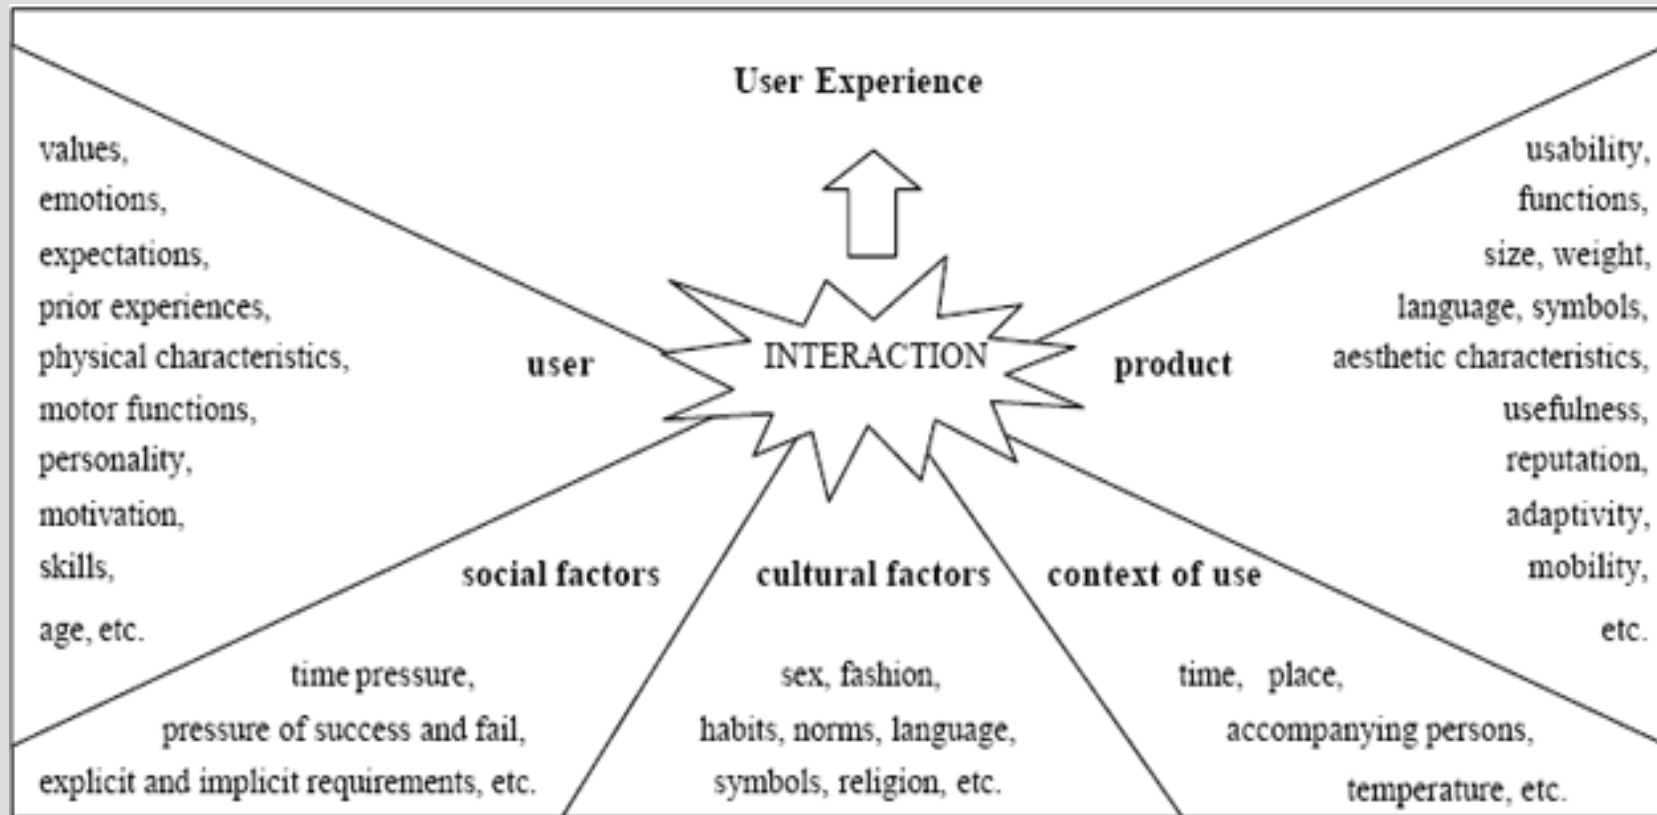 User Experience
values,
emotions,
expectations,
prior experiences,
physical characteristics,
motor functions,
personality,
motivation,
skills,
age, etc.
user
INTERACTION
product
usability,
functions,
size, weight,
language, symbols,
aesthetic characteristics,
usefulness,
reputation,
adaptivity,
mobility,
etc.
social factors
time pressure,
pressure of success and fail,
explicit and implicit requirements, etc.
cultural factors
sex, fashion,
habits, norms, language,
symbols, religion, etc.
context of use
time, place,
accompanying persons,
temperature, etc.